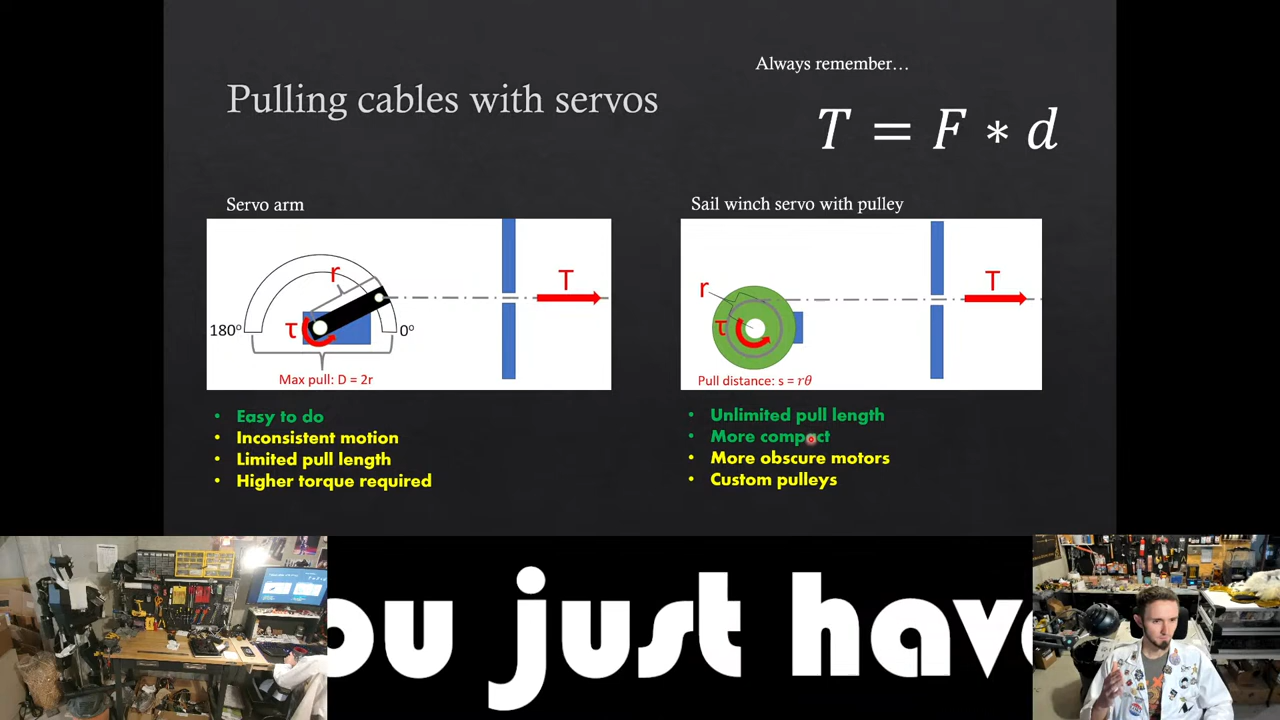 Always remember…
Pulling cables with servos
T = F * d
Servo arm
r
T
180°
τ
0°
Max pull: D = 2r
• Easy to do
• Inconsistent motion
• Limited pull length
• Higher torque required
Sail winch servo with pulley
r
T
τ
Pull distance: s = rθ
• Unlimited pull length
• More compact
• More obscure motors
• Custom pulleys
ou just have